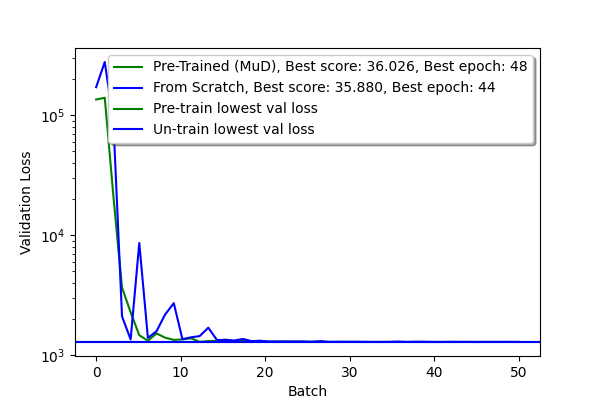 Pre-Trained (MuD), Best score: 36.026, Best epoch: 48
From Scratch, Best score: 35.880, Best epoch: 44
Pre-train lowest val loss
Un-train lowest val loss
10^5
10^4
10^3
Validation Loss
0 10 20 30 40 50
Batch